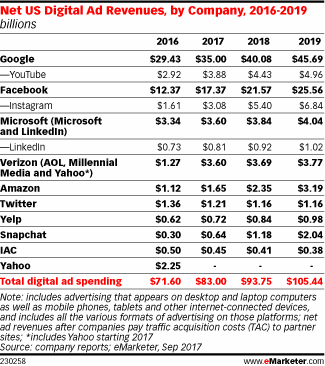 Net US Digital Ad Revenues, by Company, 2016-2019
billions
2016 2017 2018 2019
Google $29.43 $35.00 $40.08 $45.69
—YouTube $2.92 $3.88 $4.43 $4.96
Facebook $12.37 $17.37 $21.57 $25.56
—Instagram $1.61 $3.08 $5.40 $6.84
Microsoft (Microsoft and LinkedIn) $3.34 $3.60 $3.84 $4.04
—LinkedIn $0.73 $0.81 $0.92 $1.02
Verizon (AOL, Millennial Media and Yahoo*) $1.27 $3.60 $3.69 $3.77
Amazon $1.12 $1.65 $2.35 $3.19
Twitter $1.36 $1.21 $1.16 $1.16
Yelp $0.62 $0.72 $0.84 $0.98
Snapchat $0.30 $0.64 $1.18 $2.04
IAC $0.50 $0.45 $0.41 $0.38
Yahoo $2.25 - - -
Total digital ad spending $71.60 $83.00 $93.75 $105.44
Note: includes advertising that appears on desktop and laptop computers
as well as mobile phones, tablets and other internet-connected devices,
and includes all the various formats of advertising on those platforms; net
ad revenues after companies pay traffic acquisition costs (TAC) to partner
sites; *includes Yahoo starting 2017
Source: company reports; eMarketer, Sep 2017
230258 www.eMarketer.com